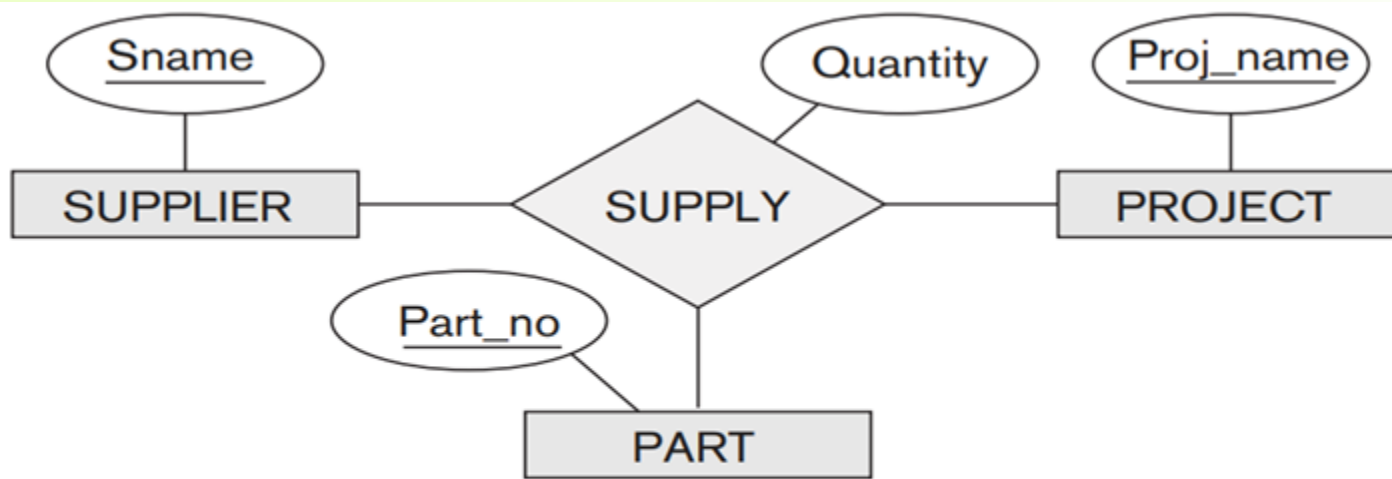 Sname
Quantity
Proj_name
SUPPLIER
SUPPLY
PROJECT
Part_no
PART